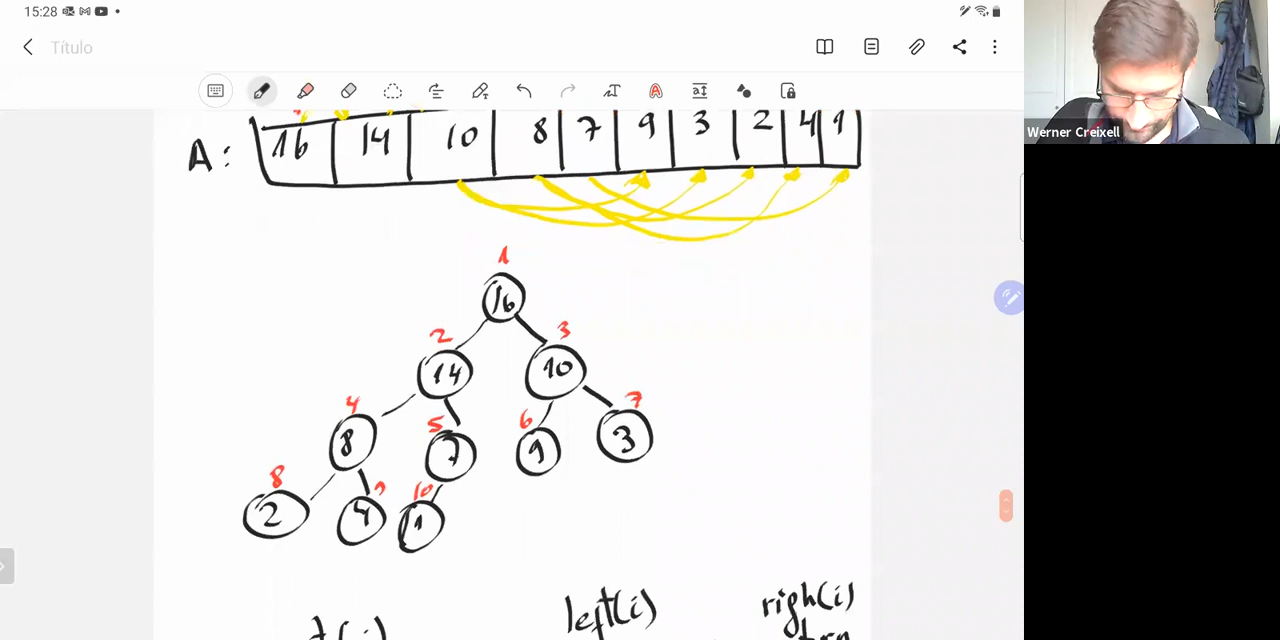 15:28
Título
Werner Creixell
A: 16 14 10 8 7 9 3 2 4 1
1
16
2 3
14 10
4 5 6 7
8 7 9 3
8 9 10
2 4 1
left(i) righ(i)